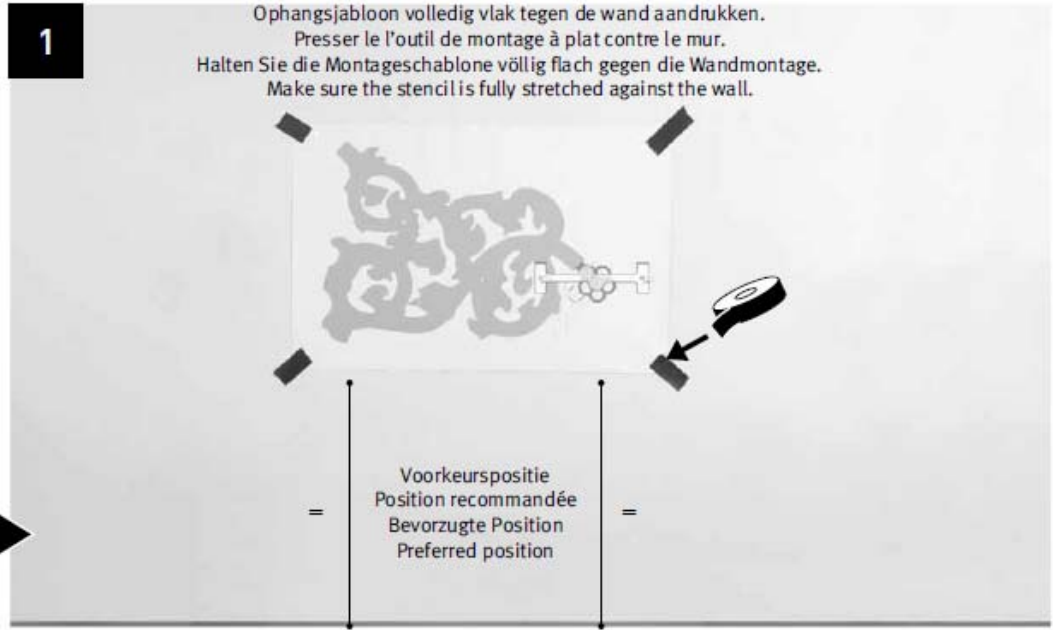 1
Ophangsjabloon volledig vlak tegen de wand aandrukken.
Presser le l'outil de montage à plat contre le mur.
Halten Sie die Montageschablone völlig flach gegen die Wandmontage.
Make sure the stencil is fully stretched against the wall.
Voorkeurspositie
Position recommandée
= Bevorzugte Position =
Preferred position